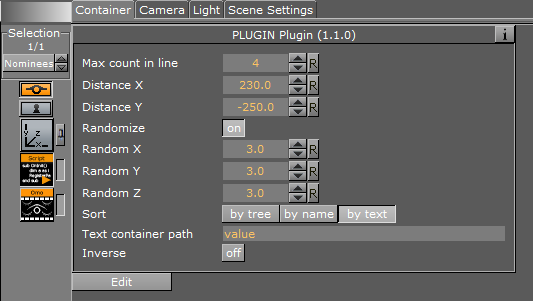 Container Camera Light Scene Settings
Selection
1/1
Nominees
PLUGIN Plugin (1.1.0) i
Max count in line 4 R
Distance X 230.0 R
Distance Y -250.0 R
Randomize on
Random X 3.0 R
Random Y 3.0 R
Random Z 3.0 R
Sort by tree by name by text
Text container path value
Inverse off
Edit
Script
Omo